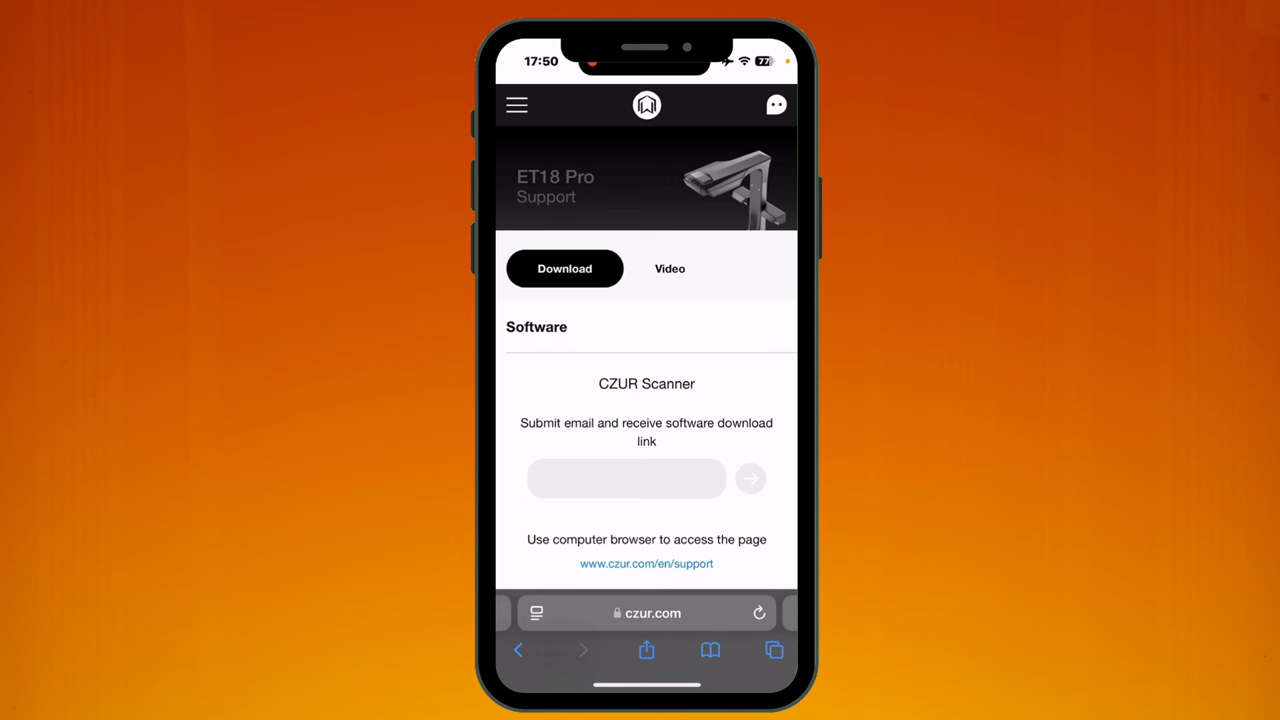 17:50
77
ET18 Pro
Support
Download
Video
Software
CZUR Scanner
Submit email and receive software download
link
Use computer browser to access the page
www.czur.com/en/support
czur.com